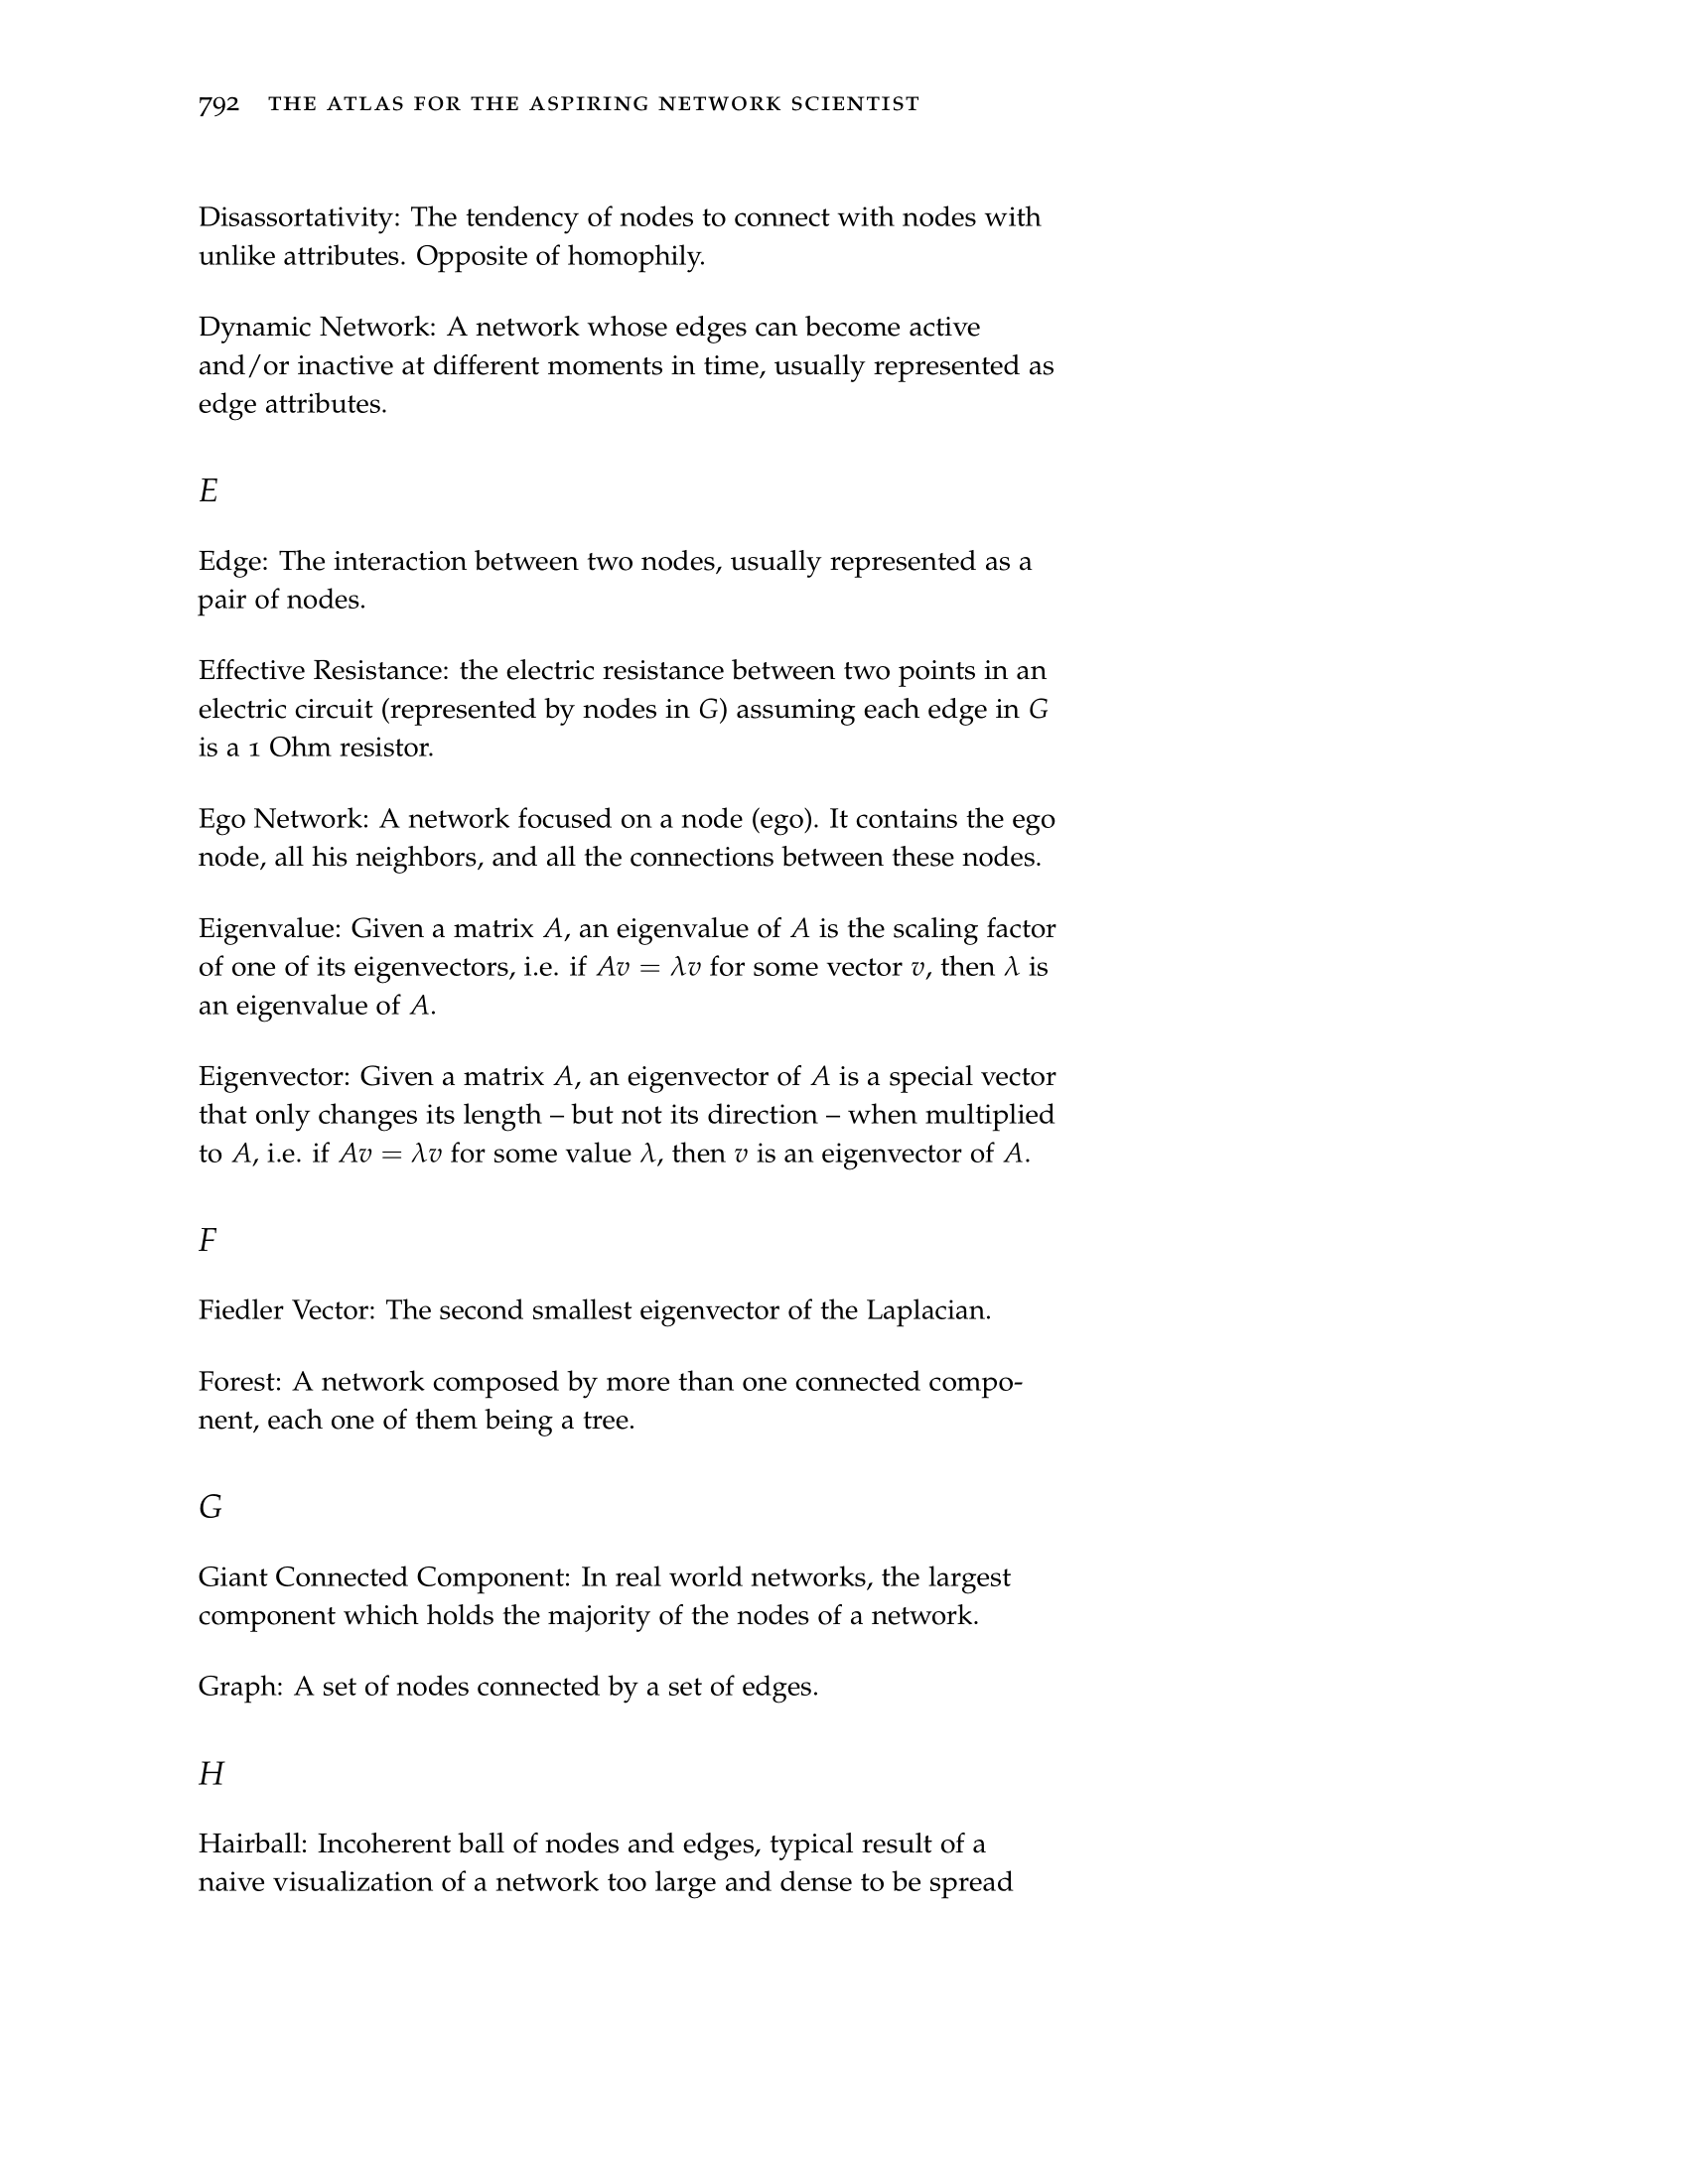 792 THE ATLAS FOR THE ASPIRING NETWORK SCIENTIST
Disassortativity: The tendency of nodes to connect with nodes with
unlike attributes. Opposite of homophily.
Dynamic Network: A network whose edges can become active
and/or inactive at different moments in time, usually represented as
edge attributes.
E
Edge: The interaction between two nodes, usually represented as a
pair of nodes.
Effective Resistance: the electric resistance between two points in an
electric circuit (represented by nodes in G) assuming each edge in G
is a 1 Ohm resistor.
Ego Network: A network focused on a node (ego). It contains the ego
node, all his neighbors, and all the connections between these nodes.
Eigenvalue: Given a matrix A, an eigenvalue of A is the scaling factor
of one of its eigenvectors, i.e. if Av = λv for some vector v, then λ is
an eigenvalue of A.
Eigenvector: Given a matrix A, an eigenvector of A is a special vector
that only changes its length – but not its direction – when multiplied
to A, i.e. if Av = λv for some value λ, then v is an eigenvector of A.
F
Fiedler Vector: The second smallest eigenvector of the Laplacian.
Forest: A network composed by more than one connected compo-
nent, each one of them being a tree.
G
Giant Connected Component: In real world networks, the largest
component which holds the majority of the nodes of a network.
Graph: A set of nodes connected by a set of edges.
H
Hairball: Incoherent ball of nodes and edges, typical result of a
naive visualization of a network too large and dense to be spread